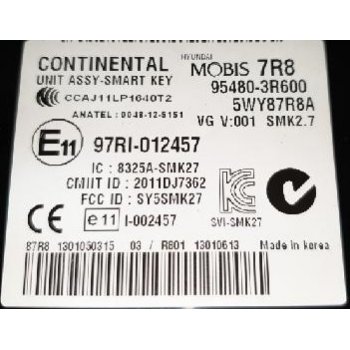 CONTINENTAL
HYUNDAI
MOBIS 7R8
UNIT ASSY-SMART KEY
95480-3R600
CCAJ11LP1640T2
5WY87R8A
ANATEL : 0048-12-5151
VG V:001 SMK2.7
E11 97RI-012457
IC : 8325A-SMK27
CMIIT ID : 2011DJ7362
FCC ID : SY5SMK27
CE e11 I-002457
SVI-SMK27
87R8 1301050315 03 / R601 13010613 Made in korea